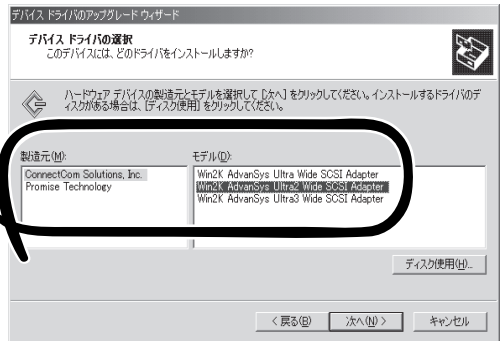 デバイス ドライバのアップグレード ウィザード
デバイス ドライバの選択
このデバイスには、どのドライバをインストールしますか?
ハードウェア デバイスの製造元とモデルを選択して [次へ] をクリックしてください。インストールするドライバのデ
ィスクがある場合は、[ディスク使用] をクリックしてください。
製造元(M):
モデル(D):
ConnectCom Solutions, Inc.
Promise Technology
Win2K AdvanSys Ultra Wide SCSI Adapter
Win2K AdvanSys Ultra2 Wide SCSI Adapter
Win2K AdvanSys Ultra3 Wide SCSI Adapter
ディスク使用(H)...
< 戻る(B)
次へ(N) >
キャンセル